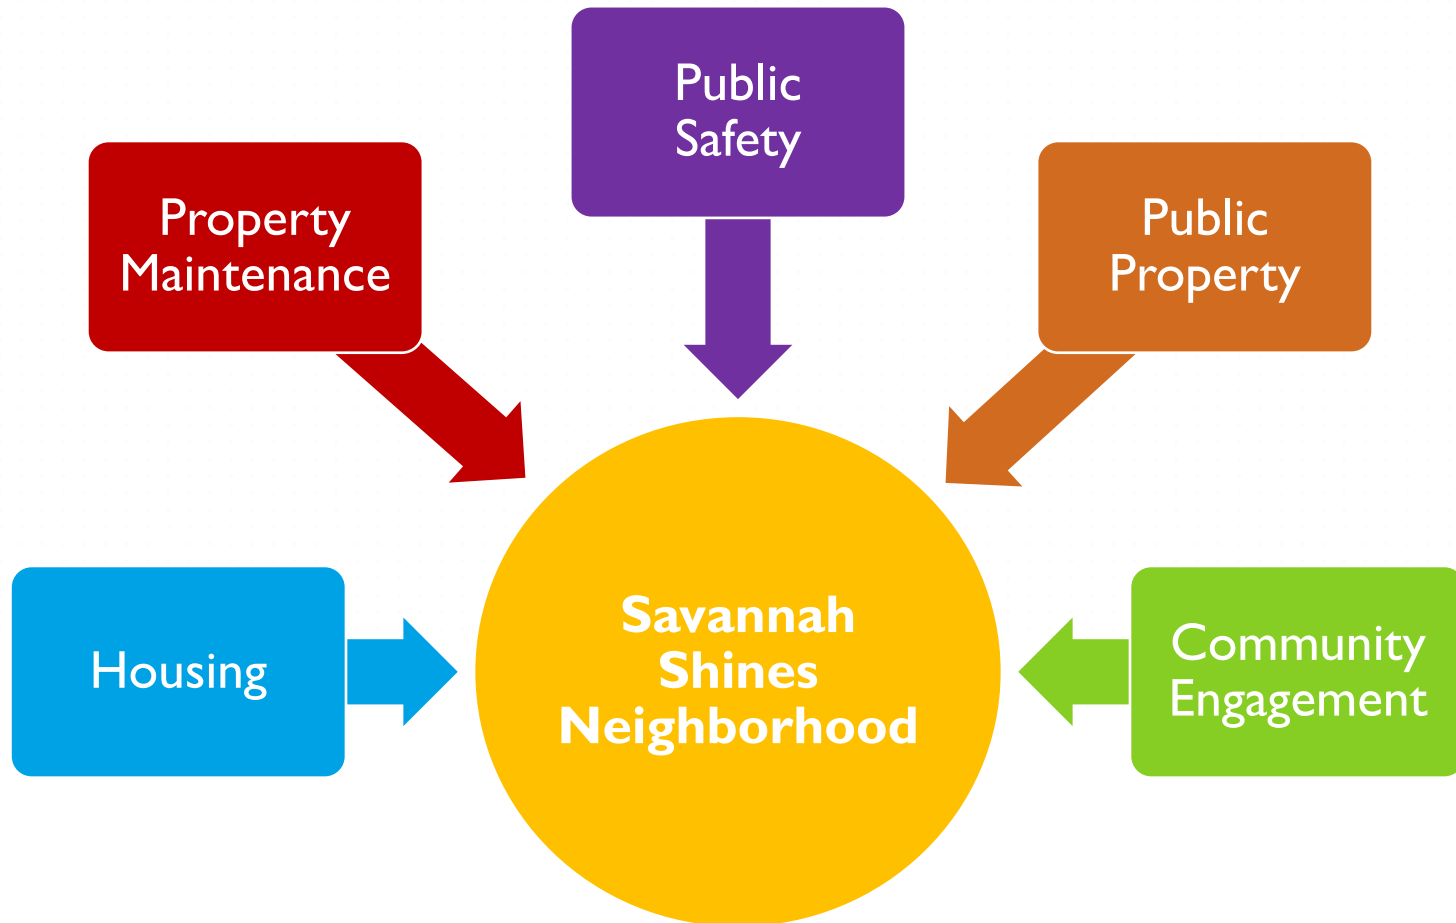 Public
Safety
Property
Maintenance
Public
Property
Housing
Savannah
Shines
Neighborhood
Community
Engagement